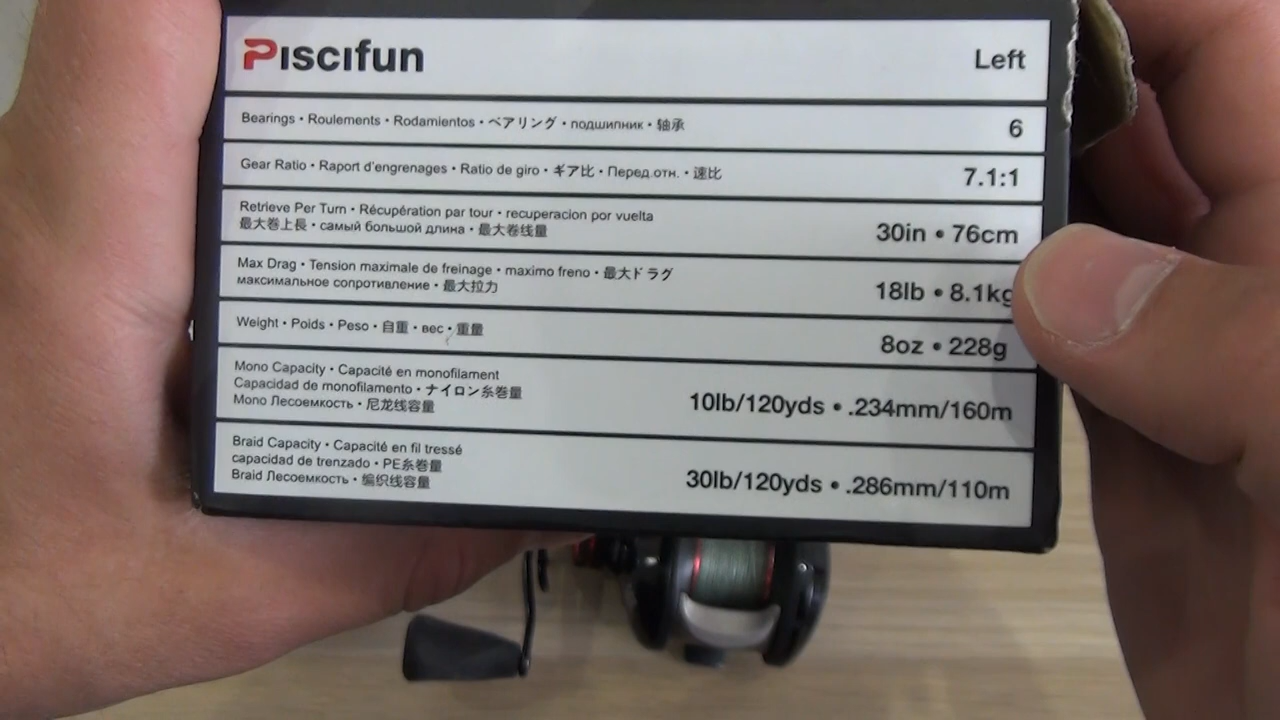 Piscifun Left
Bearings • Roulements • Rodamientos • ベアリング • подшипник • 轴承 6
Gear Ratio • Raport d'engrenages • Ratio de giro • ギア比 • Перед.отн. • 速比 7.1:1
Retrieve Per Turn • Récupération par tour • recuperacion por vuelta
最大巻上長 • самый большой длина • 最大卷线量 30in • 76cm
Max Drag • Tension maximale de freinage • maximo freno • 最大ドラグ
максимальное сопротивление • 最大拉力 18lb • 8.1kg
Weight • Poids • Peso • 自重 • вес • 重量 8oz • 228g
Mono Capacity • Capacité en monofilament
Capacidad de monofilamento • ナイロン糸巻量
Mono Лесоемкость • 尼龙线容量 10lb/120yds • .234mm/160m
Braid Capacity • Capacité en fil tressé
capacidad de trenzado • PE糸巻量
Braid Лесоемкость • 编织线容量 30lb/120yds • .286mm/110m